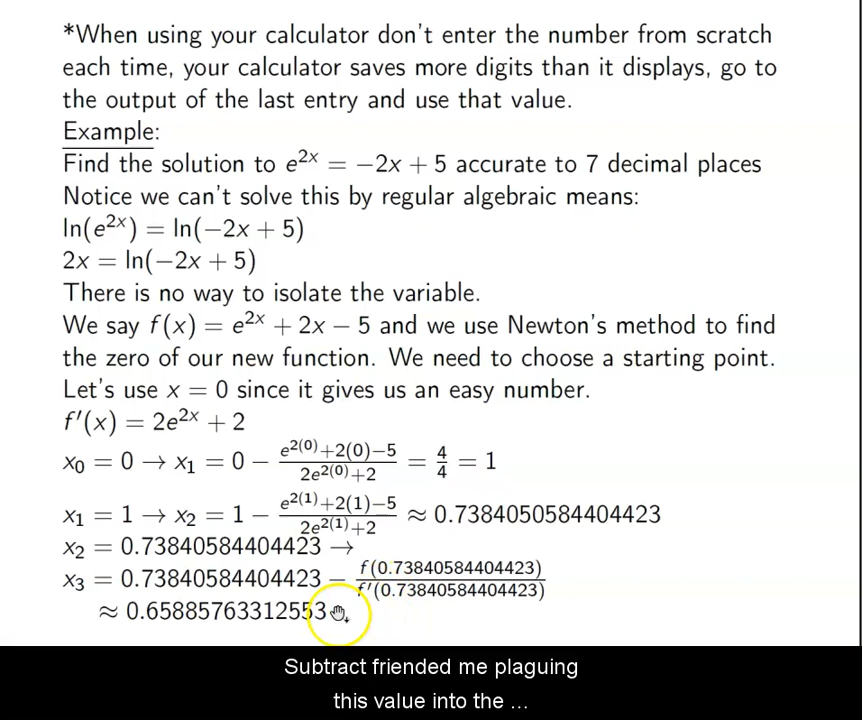 *When using your calculator don't enter the number from scratch
each time, your calculator saves more digits than it displays, go to
the output of the last entry and use that value.
Example:
Find the solution to e^{2x} = −2x + 5 accurate to 7 decimal places
Notice we can't solve this by regular algebraic means:
ln(e^{2x}) = ln(−2x + 5)
2x = ln(−2x + 5)
There is no way to isolate the variable.
We say f(x) = e^{2x} + 2x − 5 and we use Newton's method to find
the zero of our new function. We need to choose a starting point.
Let's use x = 0 since it gives us an easy number.
f′(x) = 2e^{2x} + 2
x₀ = 0 → x₁ = 0 − \frac{e^{2(0)}+2(0)−5}{2e^{2(0)}+2} = \frac{4}{4} = 1
x₁ = 1 → x₂ = 1 − \frac{e^{2(1)}+2(1)−5}{2e^{2(1)}+2} ≈ 0.7384050584404423
x₂ = 0.73840584404423 →
x₃ = 0.73840584404423 − \frac{f(0.73840584404423)}{f′(0.73840584404423)}
≈ 0.65885763312553
Subtract friended me plaguing
this value into the ...